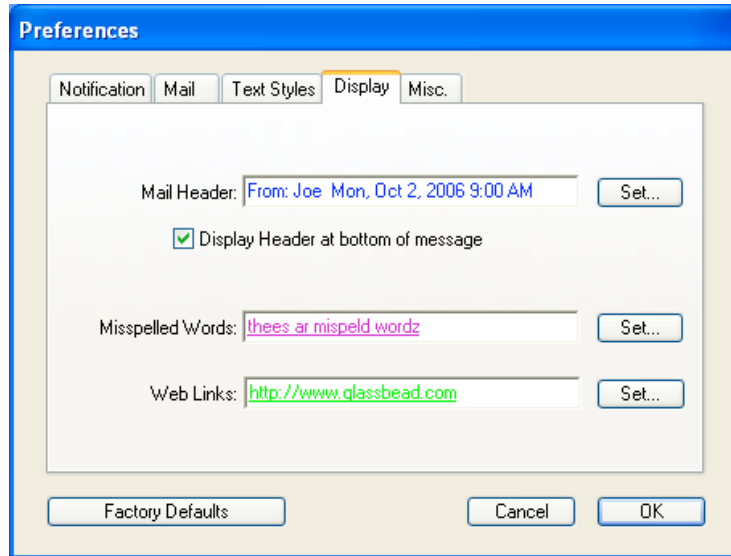 Preferences
Notification Mail Text Styles Display Misc.
Mail Header: From: Joe  Mon, Oct 2, 2006 9:00 AM Set...
Display Header at bottom of message
Misspelled Words: thees ar mispeld wordz Set...
Web Links: http://www.glassbead.com Set...
Factory Defaults Cancel OK